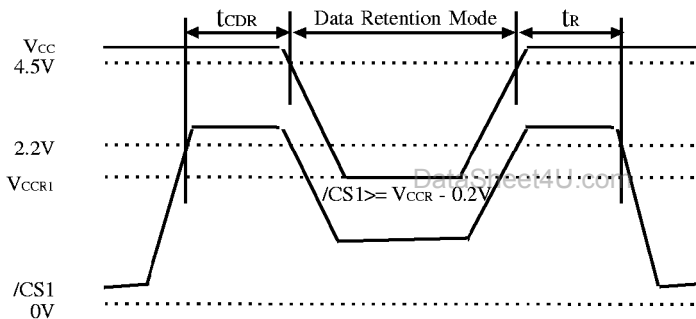 tCDR Data Retention Mode tR
VCC
4.5V
2.2V
VCCR1
DataSheet4U.com
/CS1>= VCCR - 0.2V
/CS1
0V